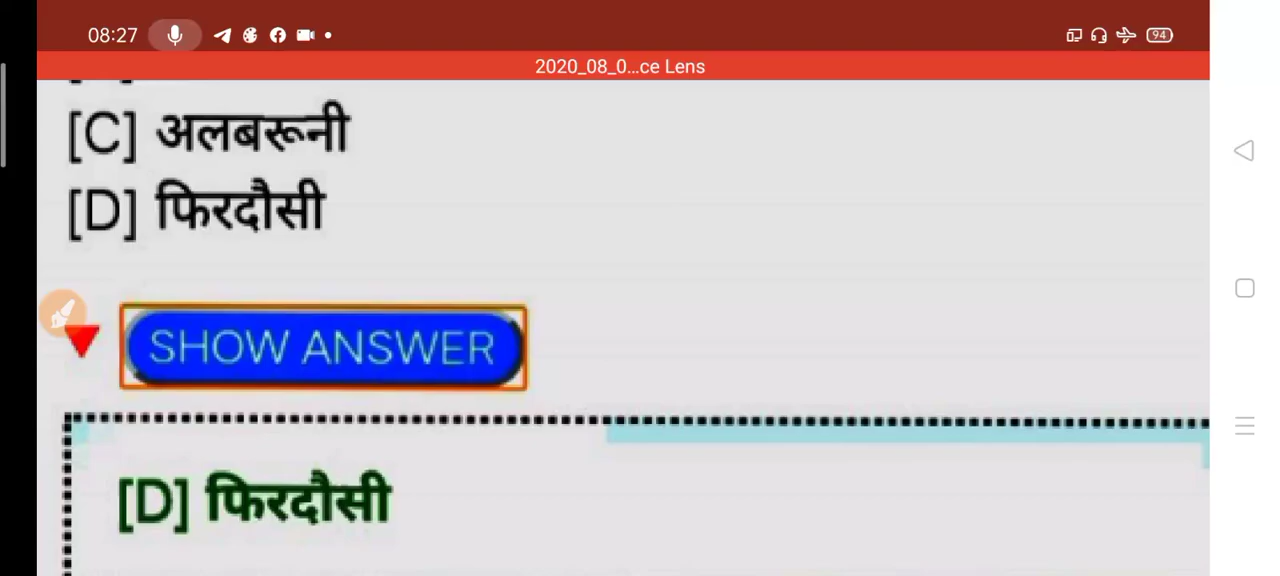 08:27
94
2020_08_0...ce Lens
[C] अलबरूनी
[D] फिरदौसी
SHOW ANSWER
[D] फिरदौसी